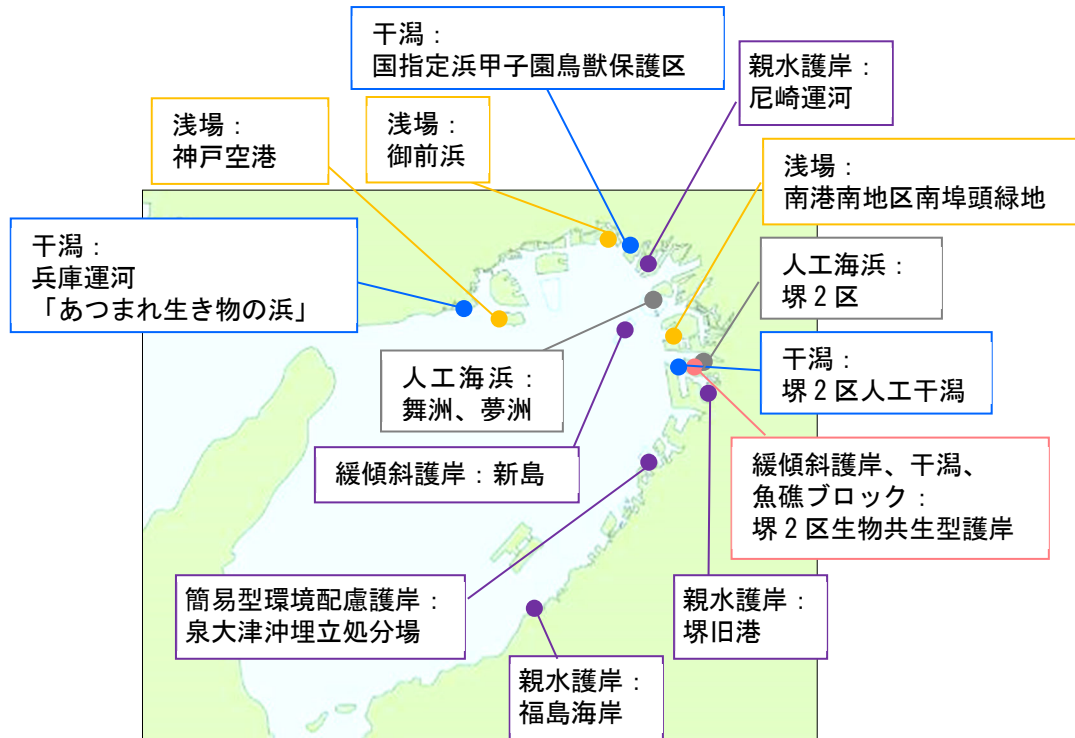 干潟：
国指定浜甲子園鳥獣保護区
親水護岸：
尼崎運河
浅場：
神戸空港
浅場：
御前浜
浅場：
南港南地区南埠頭緑地
干潟：
兵庫運河
「あつまれ生き物の浜」
人工海浜：
堺２区
人工海浜：
舞洲、夢洲
干潟：
堺２区人工干潟
緩傾斜護岸：新島
緩傾斜護岸、干潟、
魚礁ブロック：
堺２区生物共生型護岸
簡易型環境配慮護岸：
泉大津沖埋立処分場
親水護岸：
堺旧港
親水護岸：
福島海岸